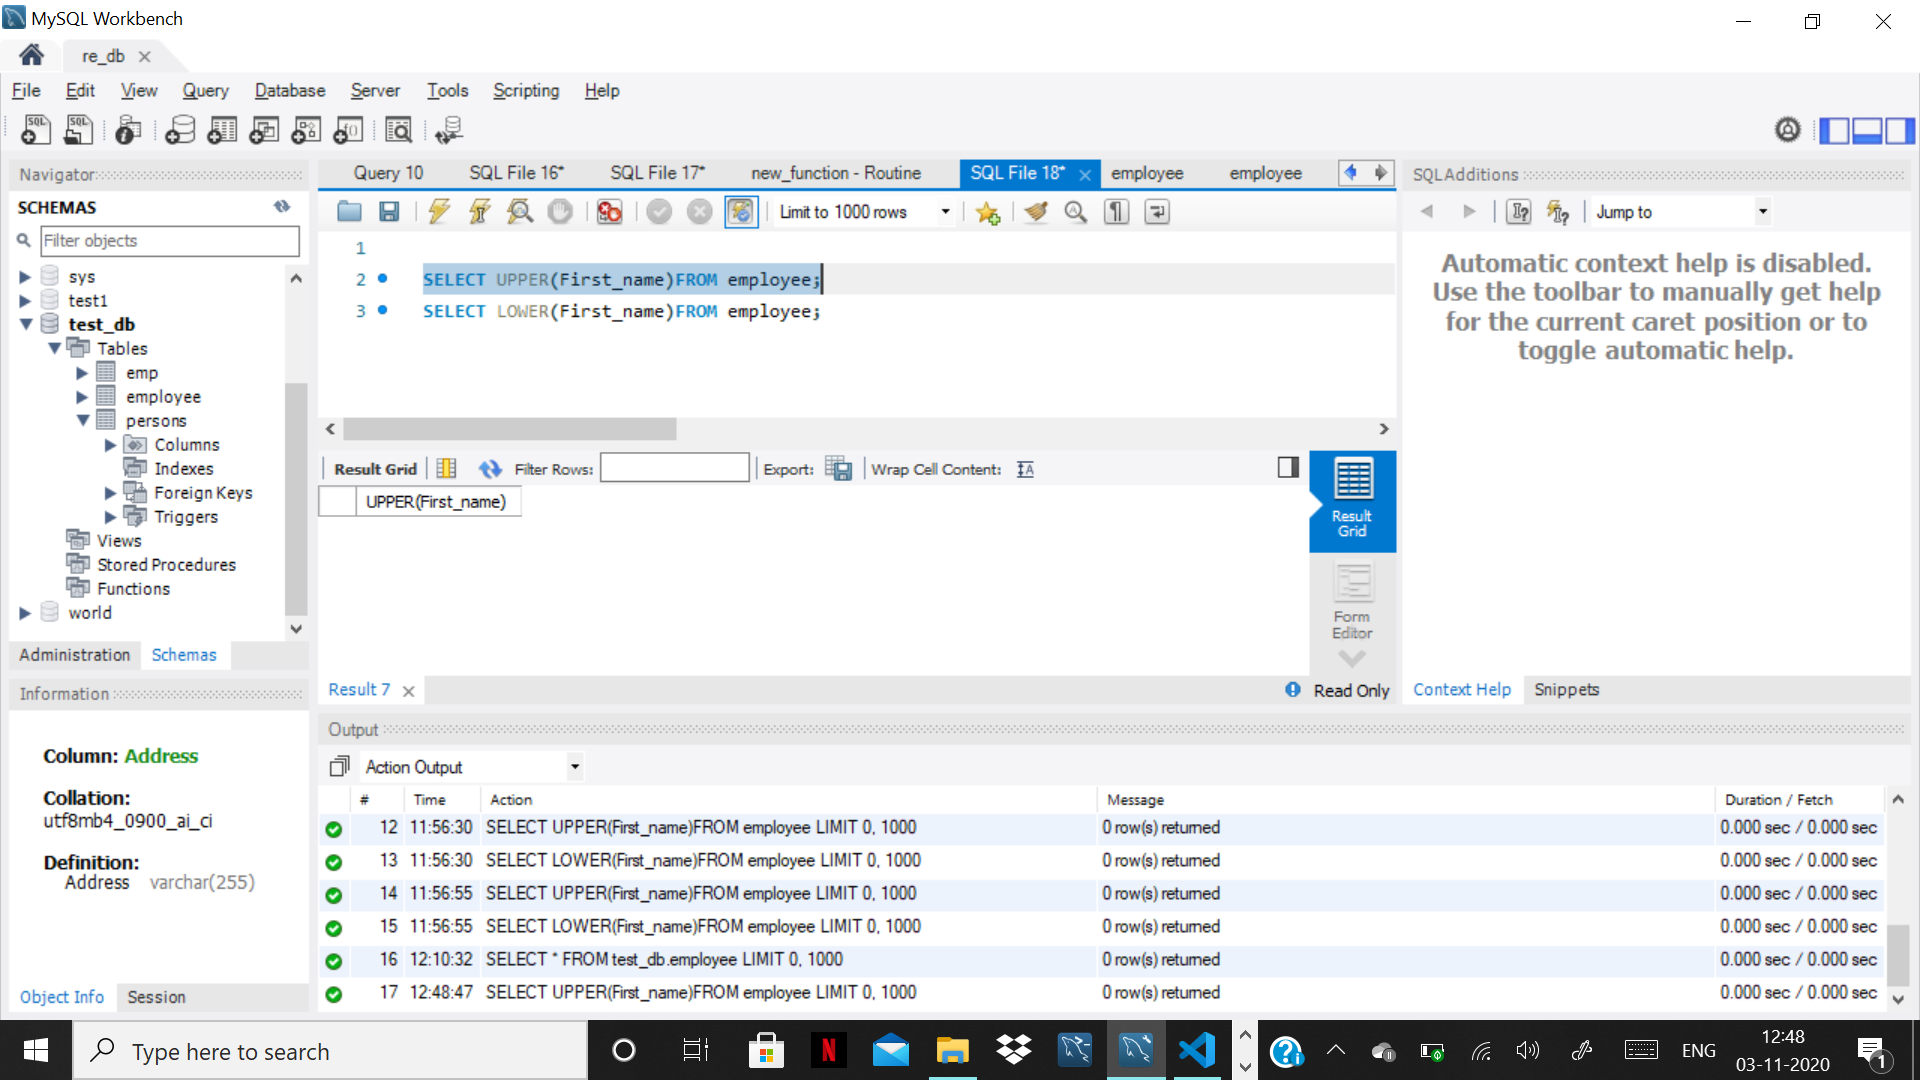 MySQL Workbench
re_db
File Edit View Query Database Server Tools Scripting Help
Navigator
SCHEMAS
Filter objects
sys
test1
test_db
Tables
emp
employee
persons
Columns
Indexes
Foreign Keys
Triggers
Views
Stored Procedures
Functions
world
Administration Schemas
Information
Column: Address
Collation:
utf8mb4_0900_ai_ci
Definition:
Address varchar(255)
Object Info Session
Query 10 SQL File 16* SQL File 17* new_function - Routine SQL File 18* employee employee
Limit to 1000 rows
1
2 SELECT UPPER(First_name)FROM employee;
3 SELECT LOWER(First_name)FROM employee;
Result Grid Filter Rows: Export: Wrap Cell Content:
UPPER(First_name)
Result
Grid
Form
Editor
Result 7 Read Only
SQLAdditions
Jump to
Automatic context help is disabled.
Use the toolbar to manually get help
for the current caret position or to
toggle automatic help.
Context Help Snippets
Output
Action Output
# Time Action Message Duration / Fetch
12 11:56:30 SELECT UPPER(First_name)FROM employee LIMIT 0, 1000 0 row(s) returned 0.000 sec / 0.000 sec
13 11:56:30 SELECT LOWER(First_name)FROM employee LIMIT 0, 1000 0 row(s) returned 0.000 sec / 0.000 sec
14 11:56:55 SELECT UPPER(First_name)FROM employee LIMIT 0, 1000 0 row(s) returned 0.000 sec / 0.000 sec
15 11:56:55 SELECT LOWER(First_name)FROM employee LIMIT 0, 1000 0 row(s) returned 0.000 sec / 0.000 sec
16 12:10:32 SELECT * FROM test_db.employee LIMIT 0, 1000 0 row(s) returned 0.000 sec / 0.000 sec
17 12:48:47 SELECT UPPER(First_name)FROM employee LIMIT 0, 1000 0 row(s) returned 0.000 sec / 0.000 sec
Type here to search
ENG
12:48
03-11-2020
1